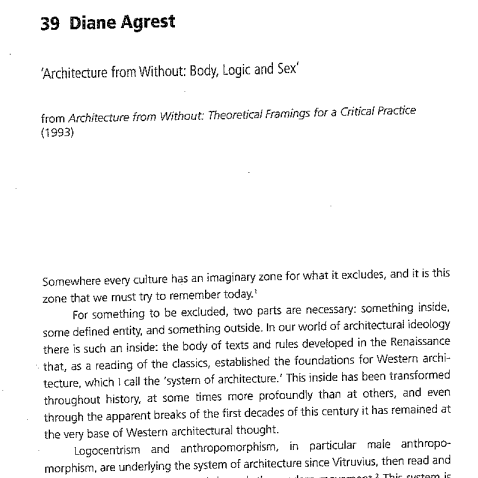 39 Diane Agrest
'Architecture from Without: Body, Logic and Sex'
from Architecture from Without: Theoretical Framings for a Critical Practice
(1993)
Somewhere every culture has an imaginary zone for what it excludes, and it is this
zone that we must try to remember today.¹
For something to be excluded, two parts are necessary: something inside,
some defined entity, and something outside. In our world of architectural ideology
there is such an inside: the body of texts and rules developed in the Renaissance
that, as a reading of the classics, established the foundations for Western archi-
tecture, which I call the 'system of architecture.' This inside has been transformed
throughout history, at some times more profoundly than at others, and even
through the apparent breaks of the first decades of this century it has remained at
the very base of Western architectural thought.
Logocentrism and anthropomorphism, in particular male anthropo-
morphism, are underlying the system of architecture since Vitruvius, then read and
This system is